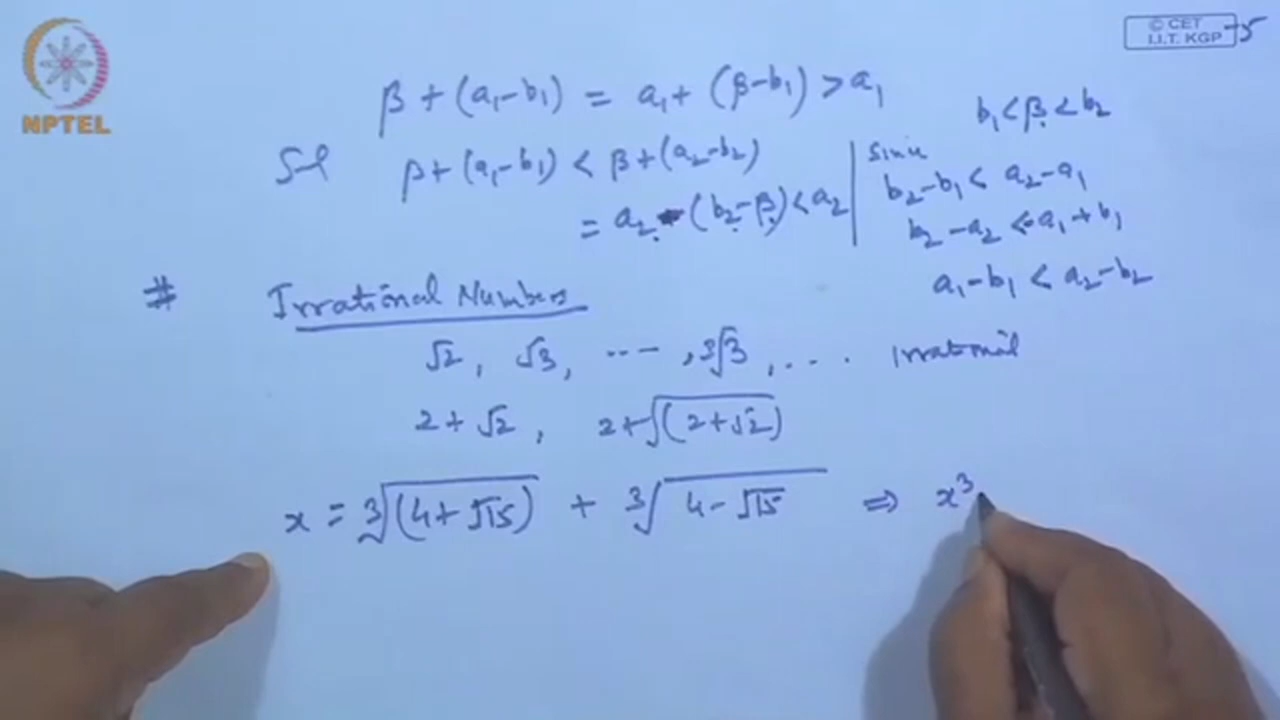 NPTEL
© CET
I.I.T. KGP
-5
β + (a₁-b₁) = a₁ + (β-b₁) > a₁
b₁ < β < b₂
β + (a₁-b₁) < β + (a₂-b₂)
= a₂ - (b₂-β) < a₂
since
b₂-b₁ < a₂-a₁
b₂-a₂ < -a₁+b₁
a₁-b₁ < a₂-b₂
# Irrational Numbers
√2, √3, ---, ∛3, ... irrational
2+√2, 2+√(2+√2)
x = ∛(4+√15) + ∛(4-√15) ⇒ x³